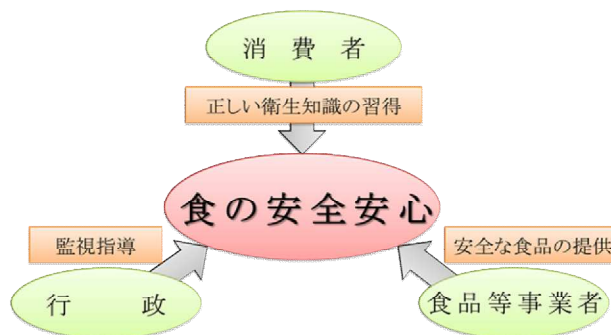 消費者
正しい衛生知識の習得
食の安全安心
監視指導
安全な食品の提供
行政
食品等事業者